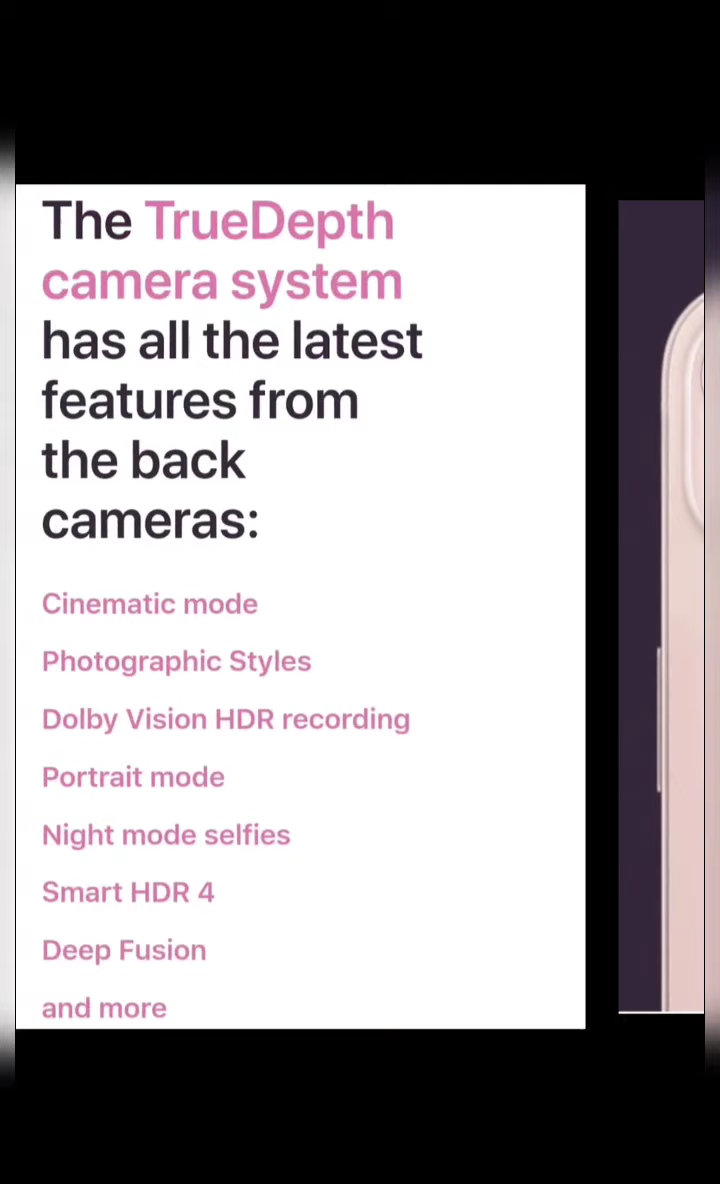 The TrueDepth
camera system
has all the latest
features from
the back
cameras:
Cinematic mode
Photographic Styles
Dolby Vision HDR recording
Portrait mode
Night mode selfies
Smart HDR 4
Deep Fusion
and more